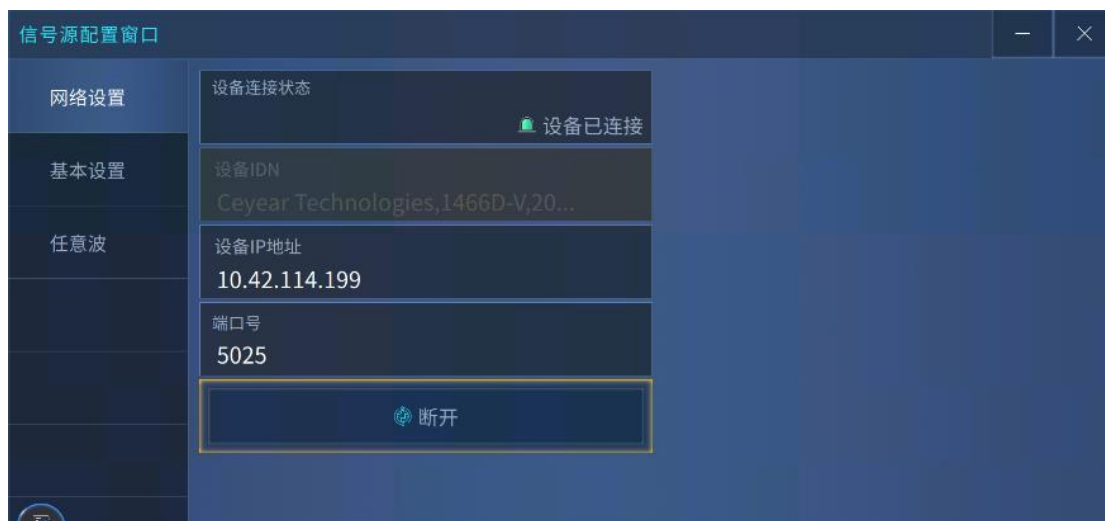 信号源配置窗口
网络设置
基本设置
任意波
设备连接状态
设备已连接
设备IDN
Ceyear Technologies,1466D-V,20...
设备IP地址
10.42.114.199
端口号
5025
断开